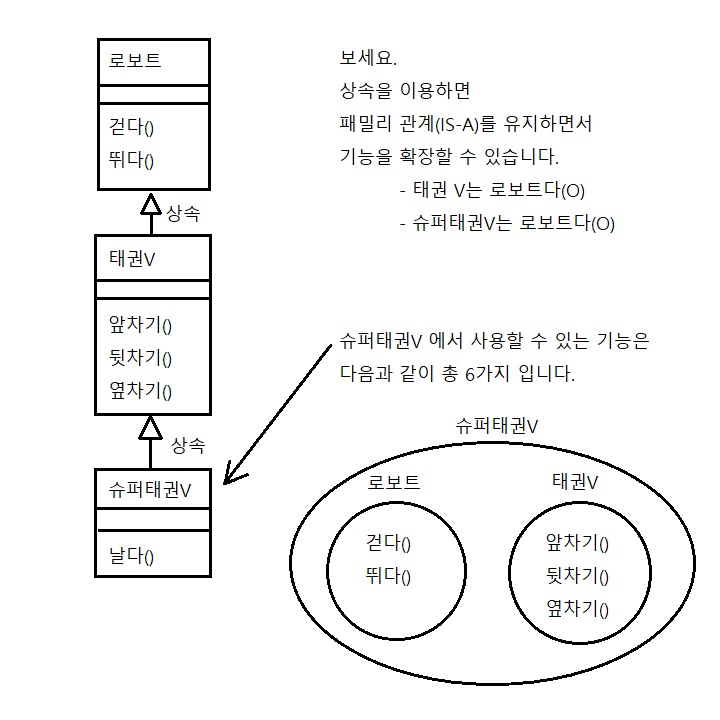 로보트
걷다()
뛰다()
상속
태권V
앞차기()
뒷차기()
옆차기()
상속
슈퍼태권V
날다()
보세요.
상속을 이용하면
패밀리 관계(IS-A)를 유지하면서
기능을 확장할 수 있습니다.
- 태권 V는 로보트다(O)
- 슈퍼태권V는 로보트다(O)
슈퍼태권V 에서 사용할 수 있는 기능은
다음과 같이 총 6가지 입니다.
슈퍼태권V
로보트
걷다()
뛰다()
태권V
앞차기()
뒷차기()
옆차기()